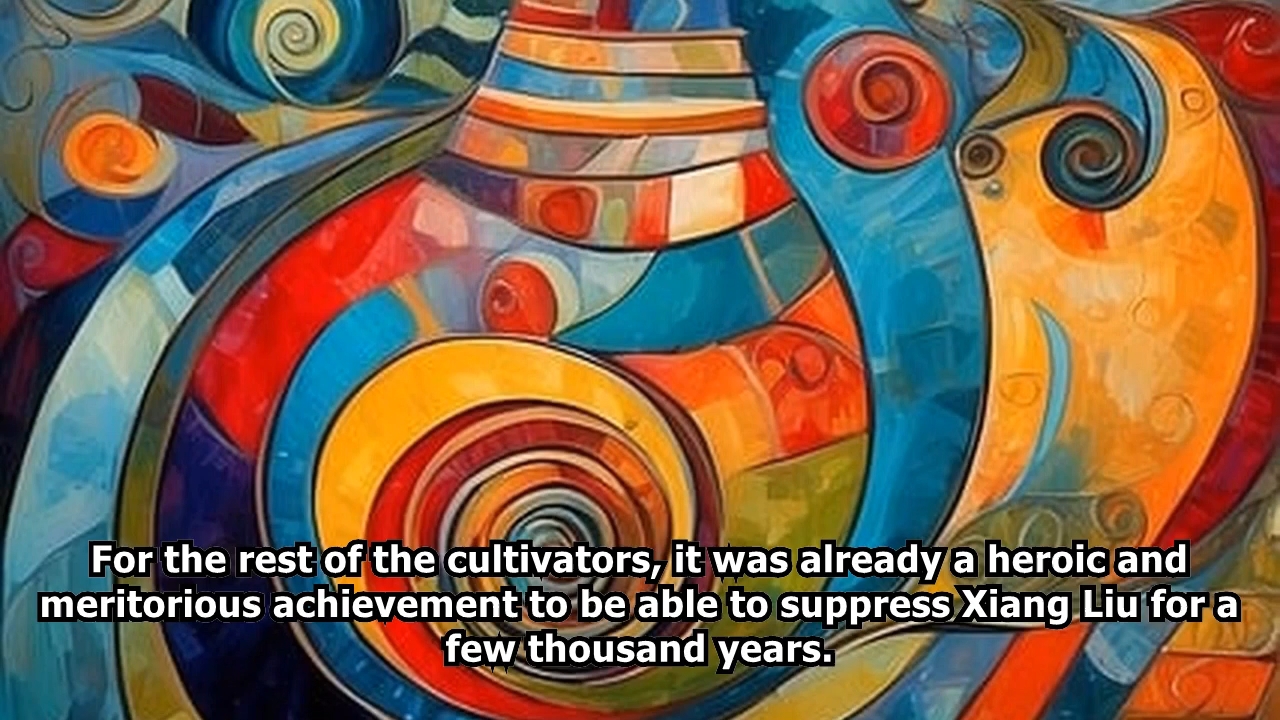 For the rest of the cultivators, it was already a heroic and
meritorious achievement to be able to suppress Xiang Liu for a
few thousand years.